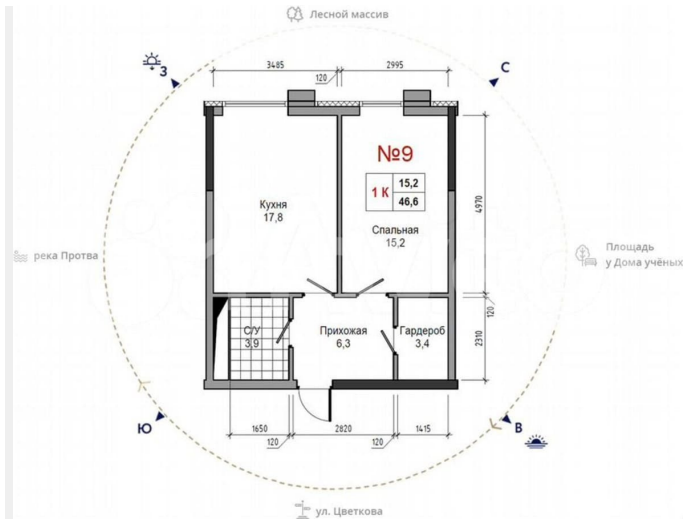 Лесной массив
3485
2995
120
З
С
№9
1 К
15,2
46,6
Кухня
17,8
Спальная
15,2
4970
река Протва
Площадь
у Дома учёных
120
С/У
3,9
Прихожая
6,3
Гардероб
3,4
2310
Ю
В
1650
2820
1415
120
120
ул. Цветкова